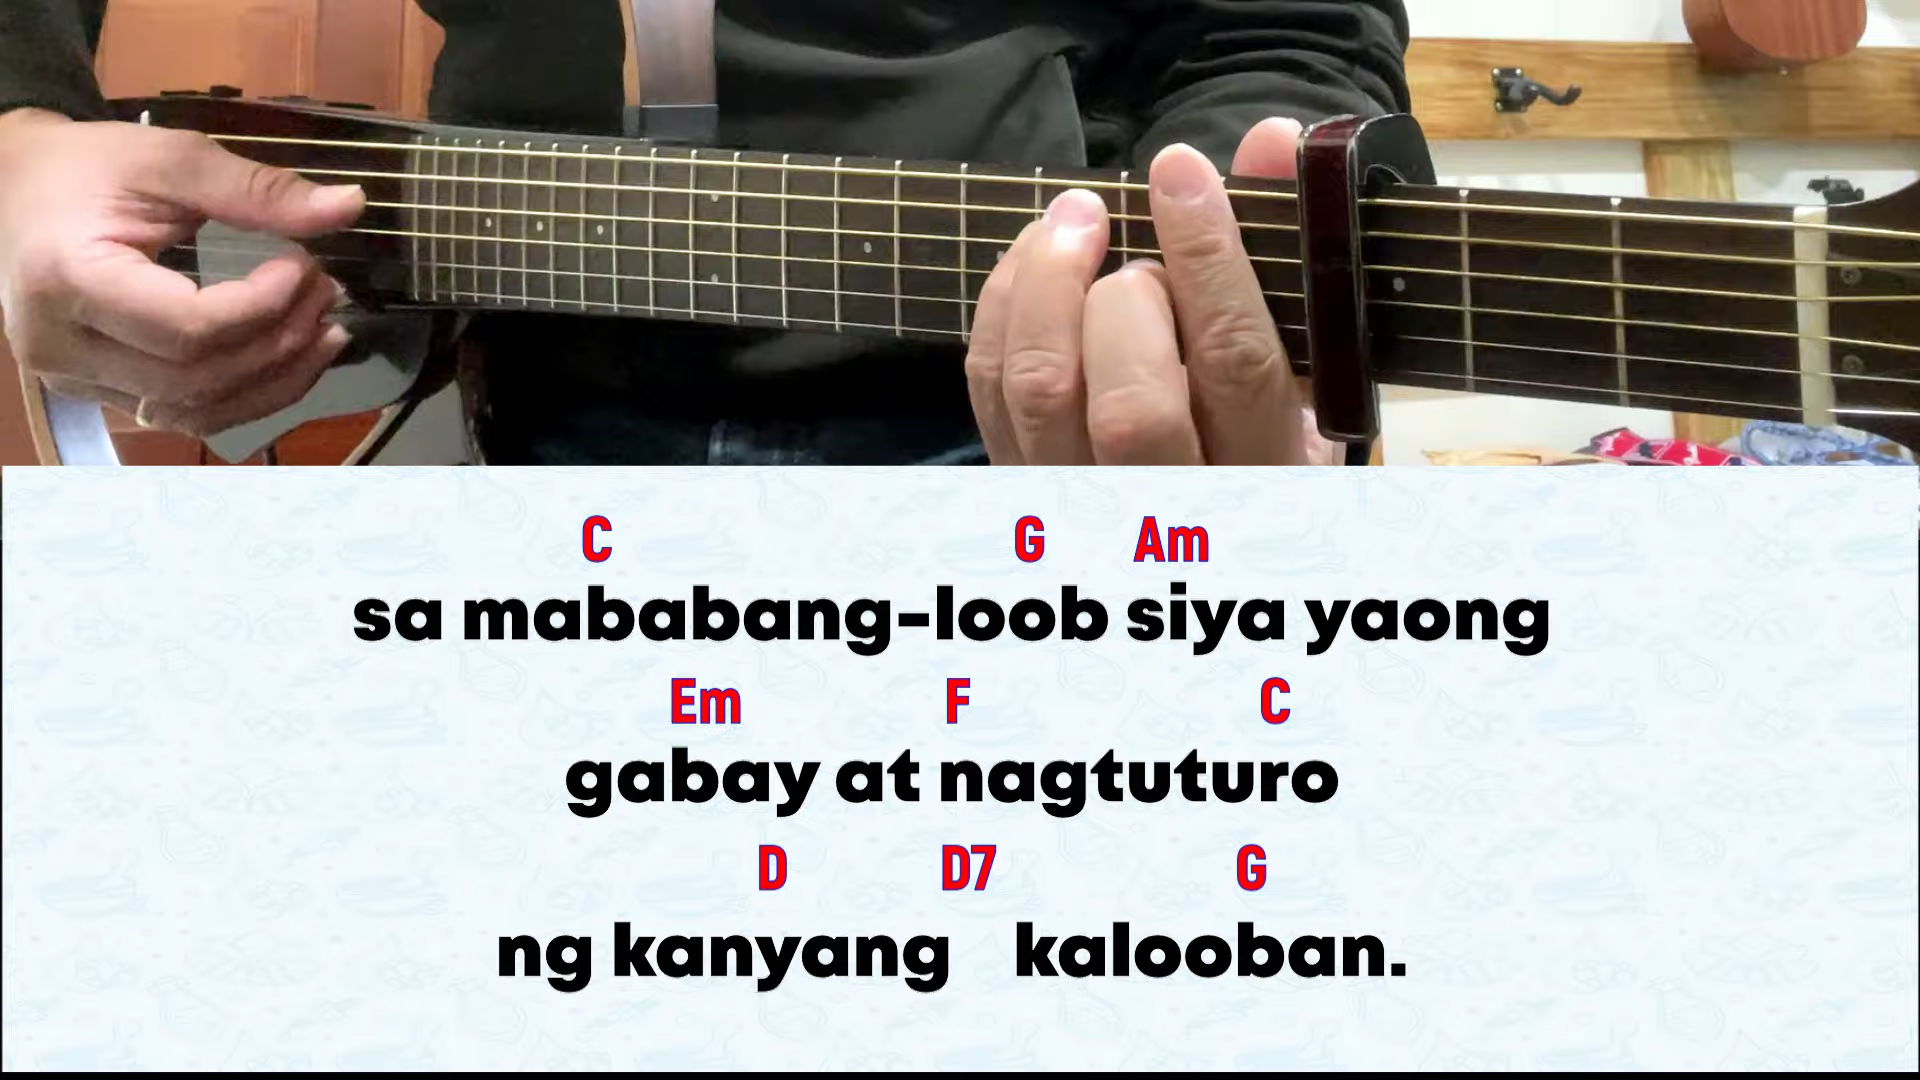 C G Am
sa mababang-loob siya yaong
Em F C
gabay at nagtuturo
D D7 G
ng kanyang kalooban.